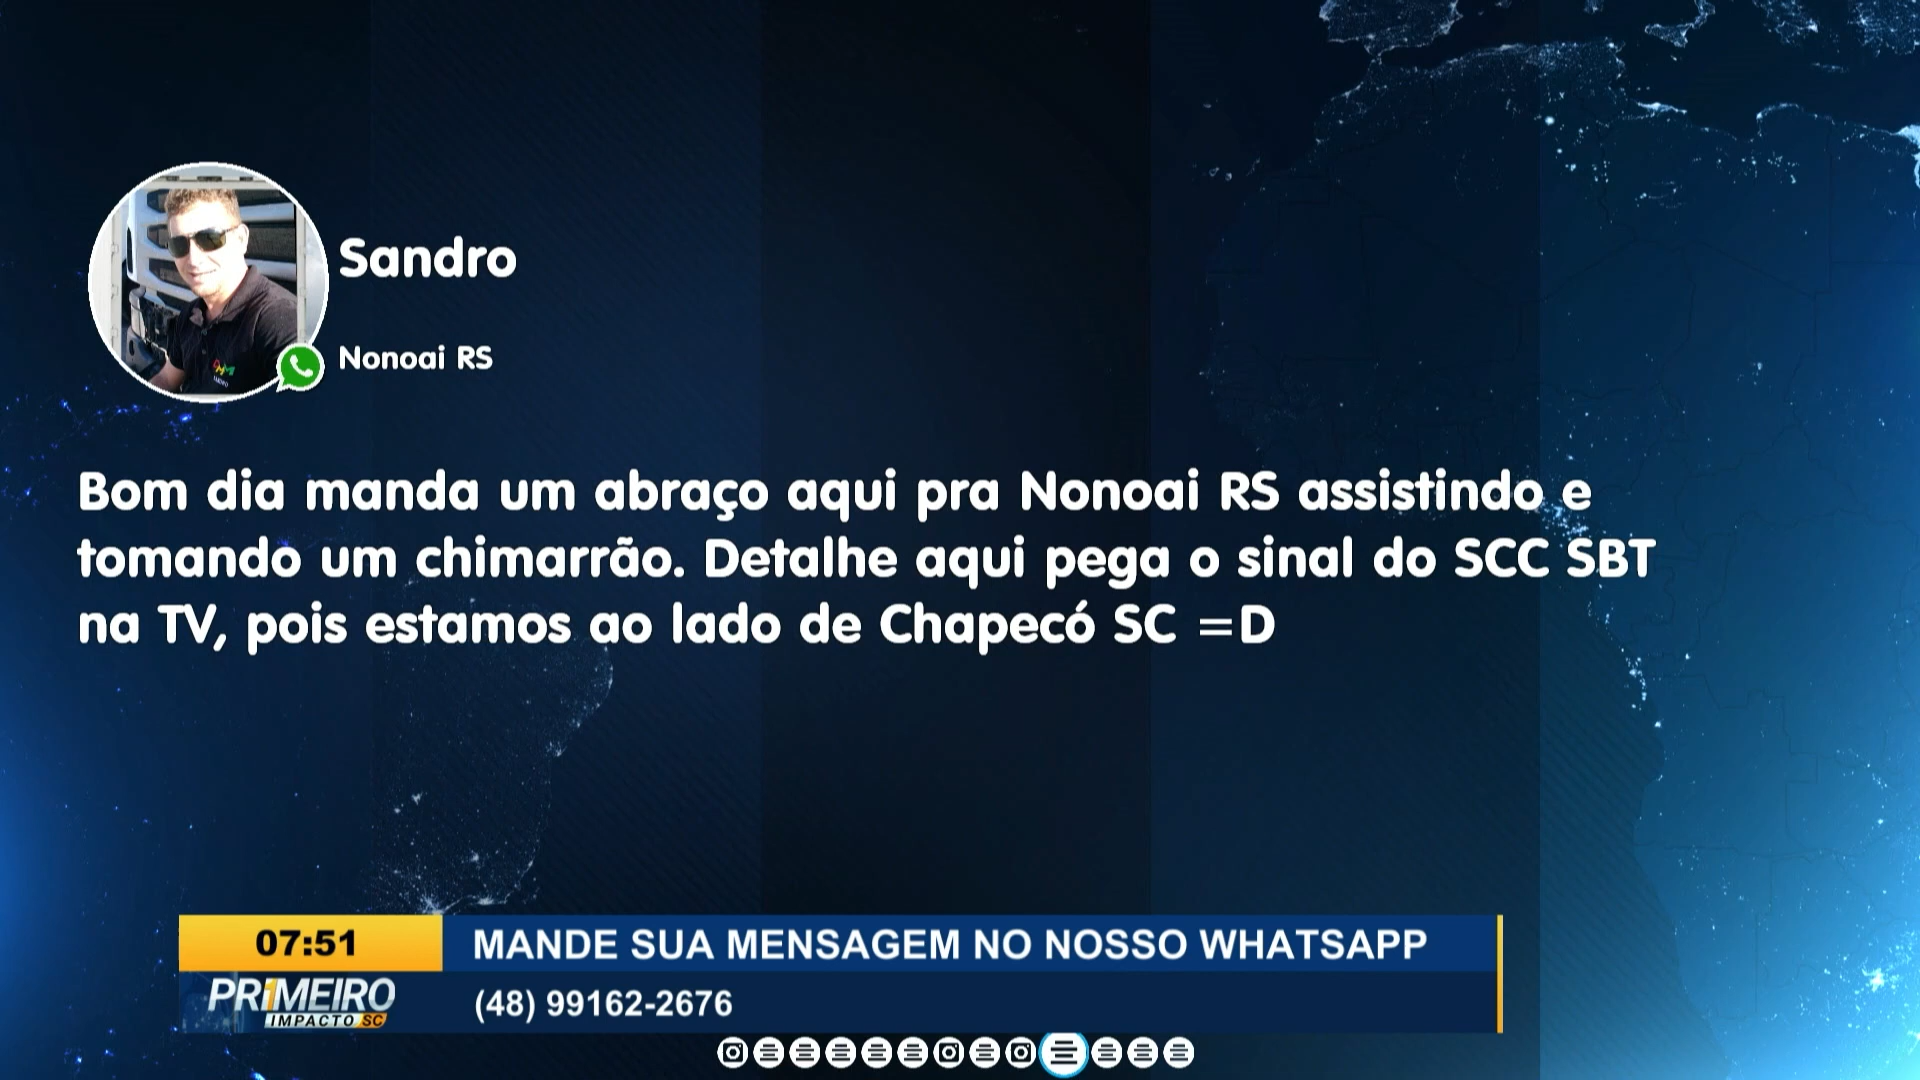 Sandro
Nonoai RS
Bom dia manda um abraço aqui pra Nonoai RS assistindo e
tomando um chimarrão. Detalhe aqui pega o sinal do SCC SBT
na TV, pois estamos ao lado de Chapecó SC =D
07:51
MANDE SUA MENSAGEM NO NOSSO WHATSAPP
PR1MEIRO
IMPACTO SC
(48) 99162-2676